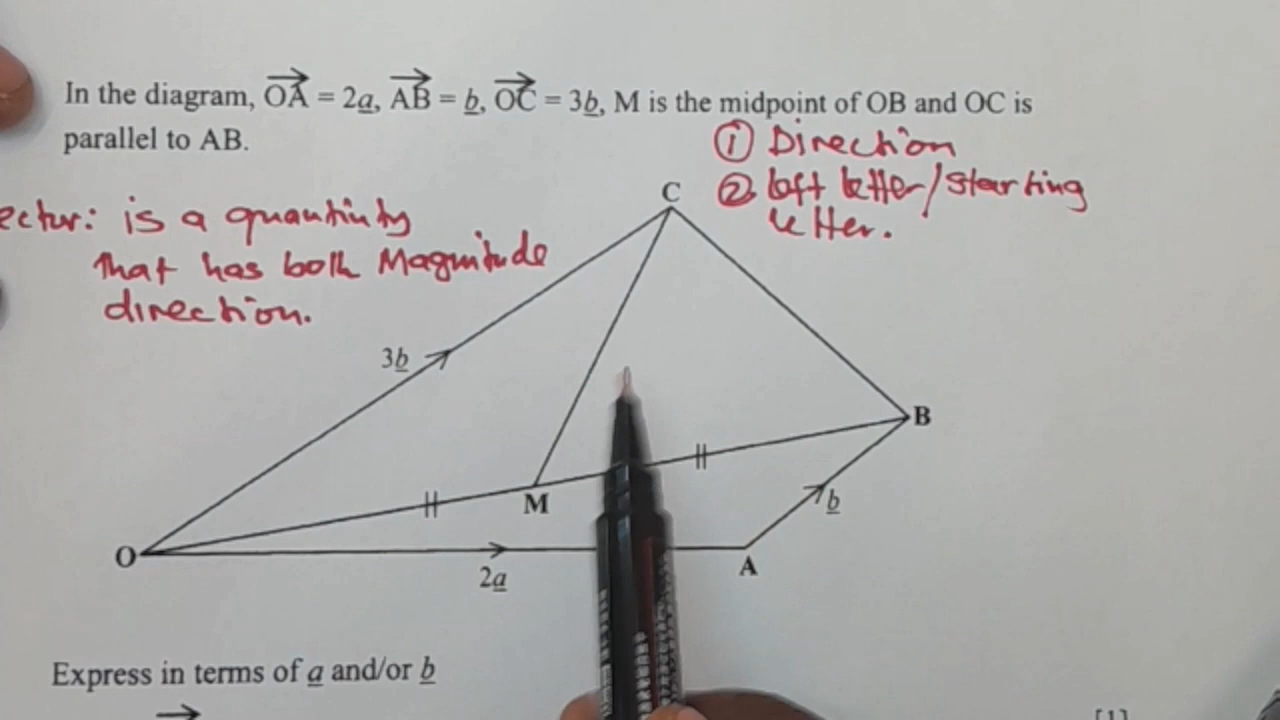 In the diagram, OA = 2a, AB = b, OC = 3b, M is the midpoint of OB and OC is
parallel to AB.
① Direction
② left letter/starting
letter.
ector: is a quantinty
that has both Magnitude
direction.
C
3b
B
M
b
O
A
2a
Express in terms of a and/or b
[1]